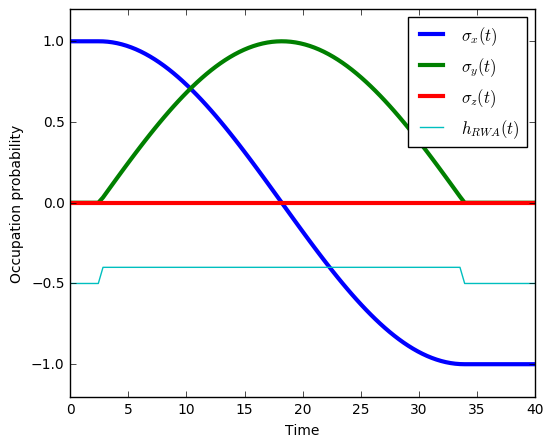 1.0
0.5
0.0
−0.5
−1.0
Occupation probability
σx(t)
σy(t)
σz(t)
hRWA(t)
0 5 10 15 20 25 30 35 40
Time